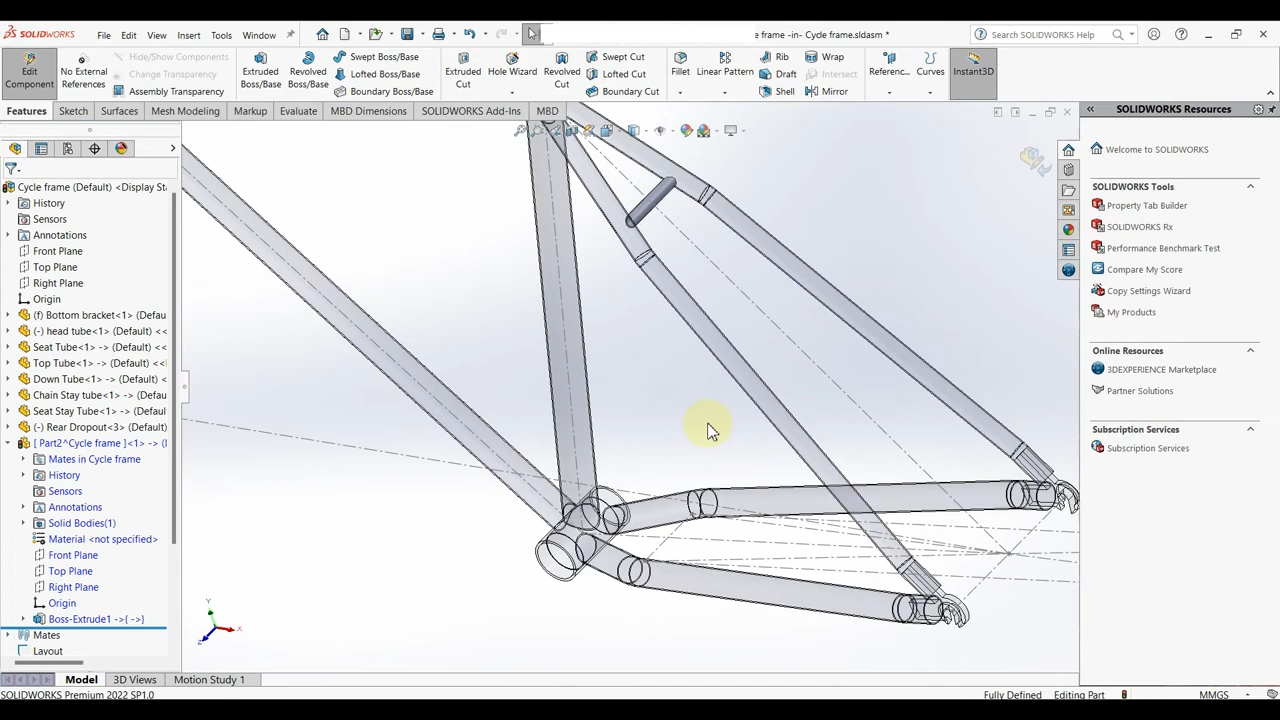 SOLIDWORKS File Edit View Insert Tools Window e frame -in- Cycle frame.sldasm * Search SOLIDWORKS Help
Edit Component
No External References
Hide/Show Components
Change Transparency
Assembly Transparency
Extruded Boss/Base
Revolved Boss/Base
Swept Boss/Base
Lofted Boss/Base
Boundary Boss/Base
Extruded Cut
Hole Wizard
Revolved Cut
Swept Cut
Lofted Cut
Boundary Cut
Fillet
Linear Pattern
Rib
Draft
Shell
Wrap
Intersect
Mirror
Referenc...
Curves
Instant3D
Features Sketch Surfaces Mesh Modeling Markup Evaluate MBD Dimensions SOLIDWORKS Add-Ins MBD
Cycle frame (Default) <Display Sta
History
Sensors
Annotations
Front Plane
Top Plane
Right Plane
Origin
(f) Bottom bracket<1> (Default)
(-) head tube<1> (Default) <<
Seat Tube<1> -> (Default) <<
Top Tube<1> -> (Default) <<
Down Tube<1> -> (Default)
Chain Stay tube<1> -> (Defau
Seat Stay Tube<1> -> (Defaul
(-) Rear Dropout<3> (Default)
[ Part2^Cycle frame ]<1> -> (
Mates in Cycle frame
History
Sensors
Annotations
Solid Bodies(1)
Material <not specified>
Front Plane
Top Plane
Right Plane
Origin
Boss-Extrude1 ->{ ->}
Mates
Layout
Y
X
Z
SOLIDWORKS Resources
Welcome to SOLIDWORKS
SOLIDWORKS Tools
Property Tab Builder
SOLIDWORKS Rx
Performance Benchmark Test
Compare My Score
Copy Settings Wizard
My Products
Online Resources
3DEXPERIENCE Marketplace
Partner Solutions
Subscription Services
Subscription Services
Model 3D Views Motion Study 1
SOLIDWORKS Premium 2022 SP1.0 Fully Defined Editing Part MMGS